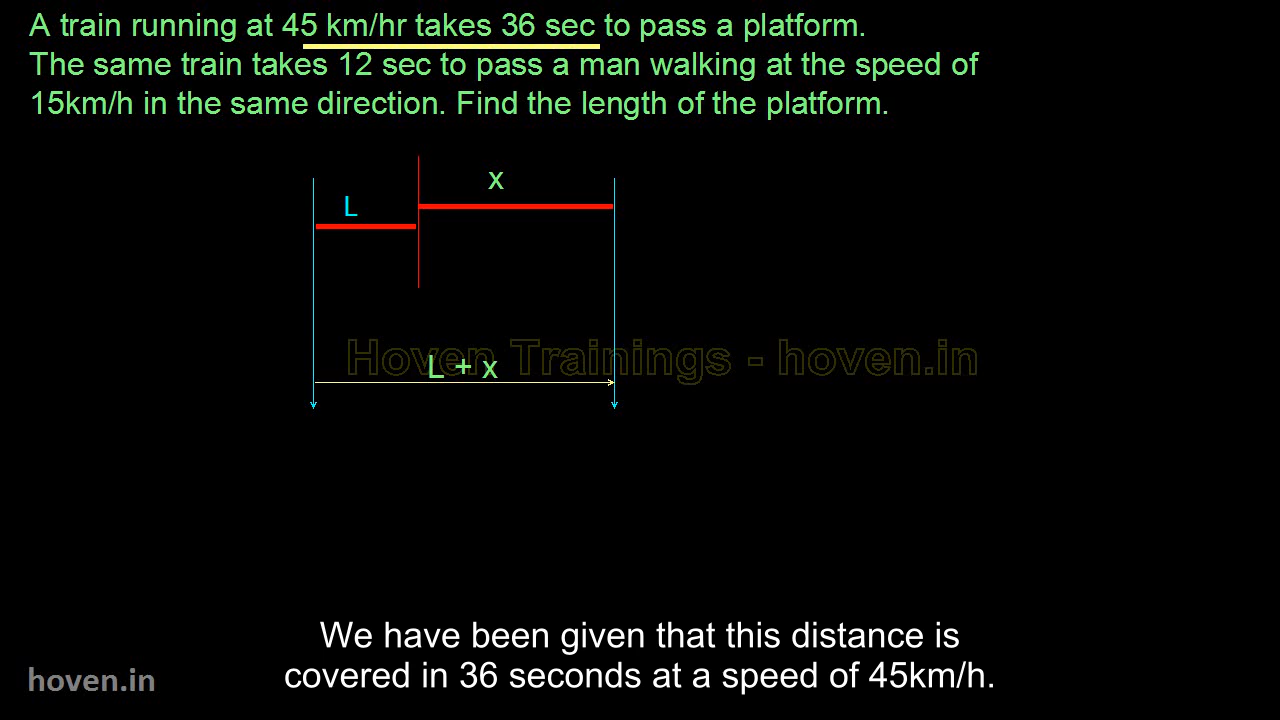 A train running at 45 km/hr takes 36 sec to pass a platform.
The same train takes 12 sec to pass a man walking at the speed of
15km/h in the same direction. Find the length of the platform.
x
L
Hoven Trainings - hoven.in
L + x
We have been given that this distance is
covered in 36 seconds at a speed of 45km/h.
hoven.in